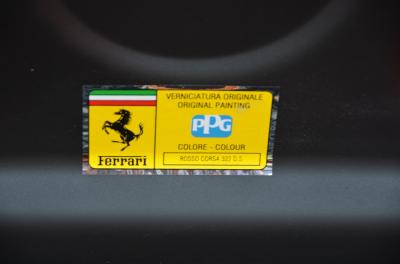 VERNICIATURA ORIGINALE
ORIGINAL PAINTING
PPG
COLORE - COLOUR
ROSSO CORSA 322 D.S.
Ferrari